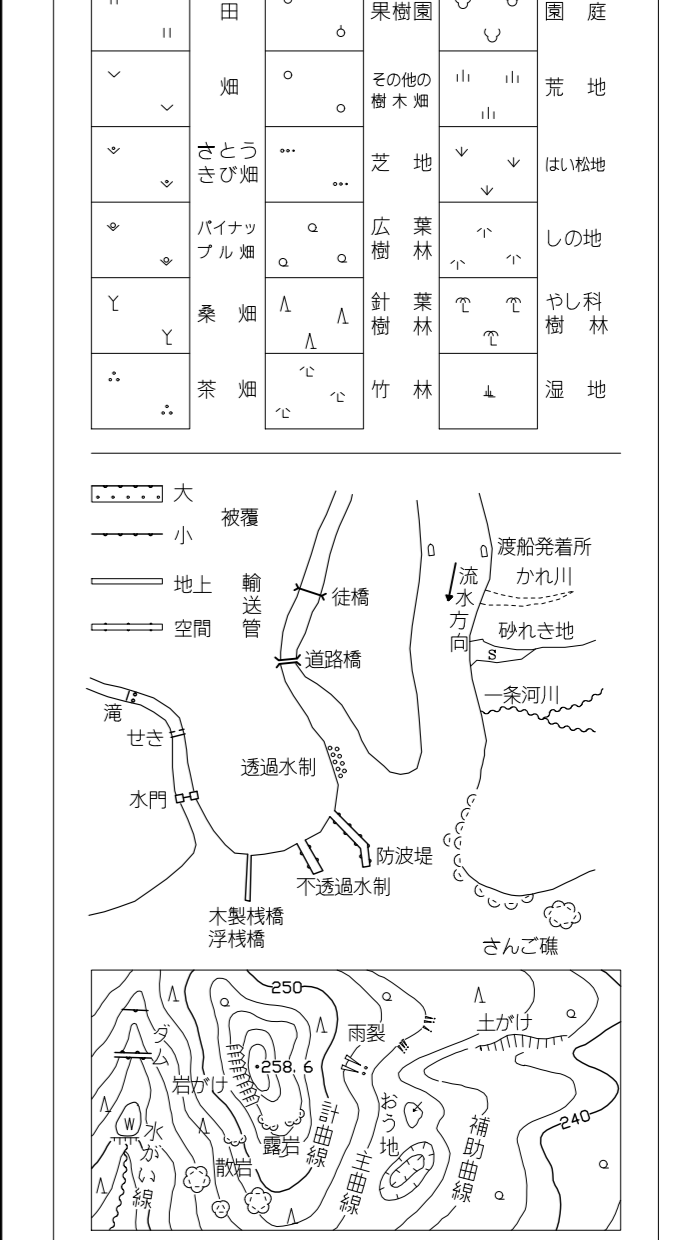 田
果樹園
園庭
畑
その他の
樹木畑
荒地
さとう
きび畑
芝地
はい松地
パイナッ
プル畑
広葉
樹林
しの地
桑畑
針葉
樹林
やし科
樹林
茶畑
竹林
湿地
大
小
被覆
地上
空間
輸送管
徒橋
道路橋
渡船発着所
流水方向
かれ川
砂れき地
S
一条河川
滝
せき
水門
透過水制
防波堤
不透過水制
木製桟橋
浮桟橋
さんご礁
250
ダム
雨裂
土がけ
・258.6
岩がけ
W
水がい線
露岩
散岩
計曲線
主曲線
おう地
補助曲線
240